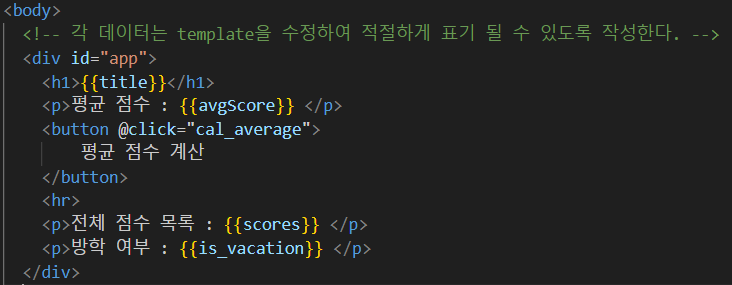 <body>
<!-- 각 데이터는 template을 수정하여 적절하게 표기 될 수 있도록 작성한다. -->
<div id="app">
<h1>{{title}}</h1>
<p>평균 점수 : {{avgScore}} </p>
<button @click="cal_average">
평균 점수 계산
</button>
<hr>
<p>전체 점수 목록 : {{scores}} </p>
<p>방학 여부 : {{is_vacation}} </p>
</div>